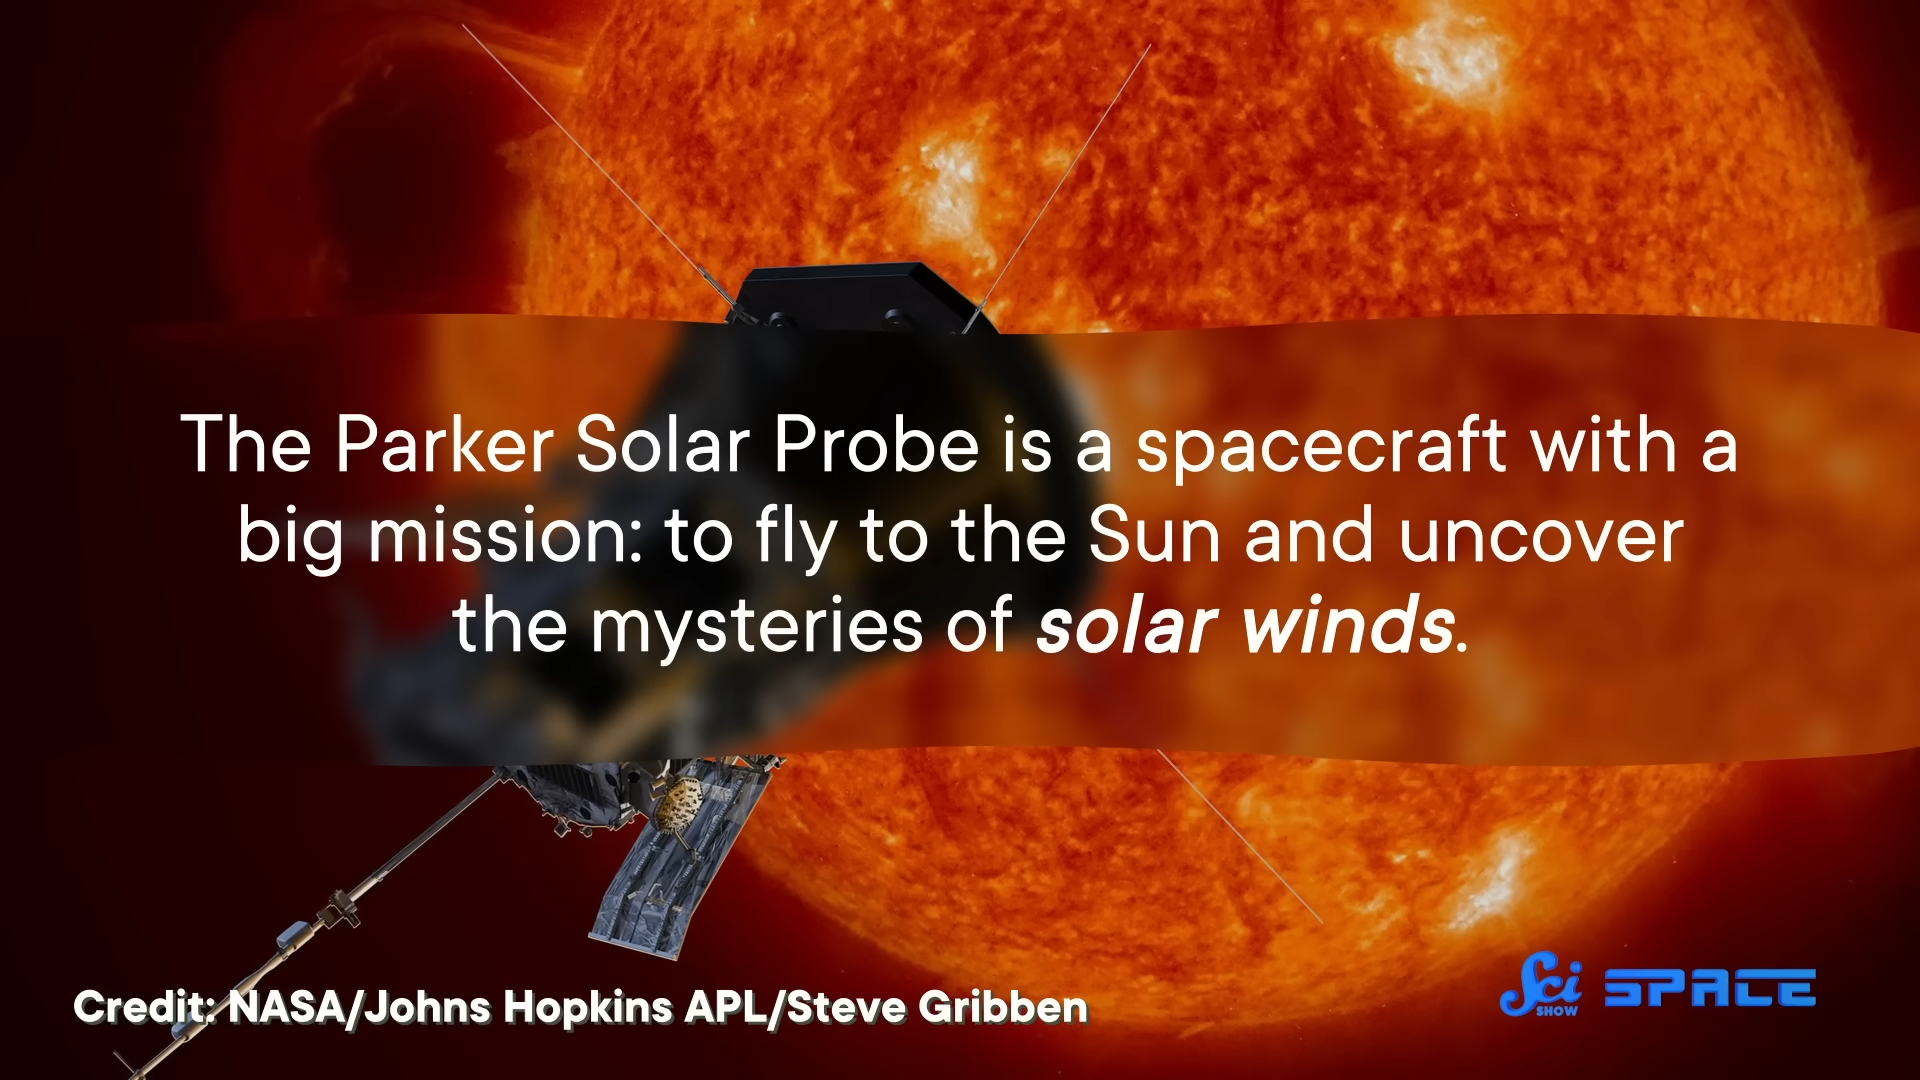 The Parker Solar Probe is a spacecraft with a
big mission: to fly to the Sun and uncover
the mysteries of solar winds.
Credit: NASA/Johns Hopkins APL/Steve Gribben
Sci SHOW SPACE